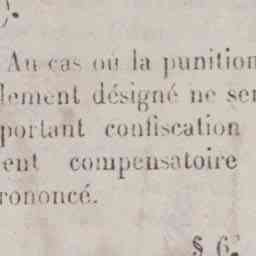 Au cas où la punition
lement désigné ne ser
portant confiscation
ent compensatoire
rononcé.
§ 6.